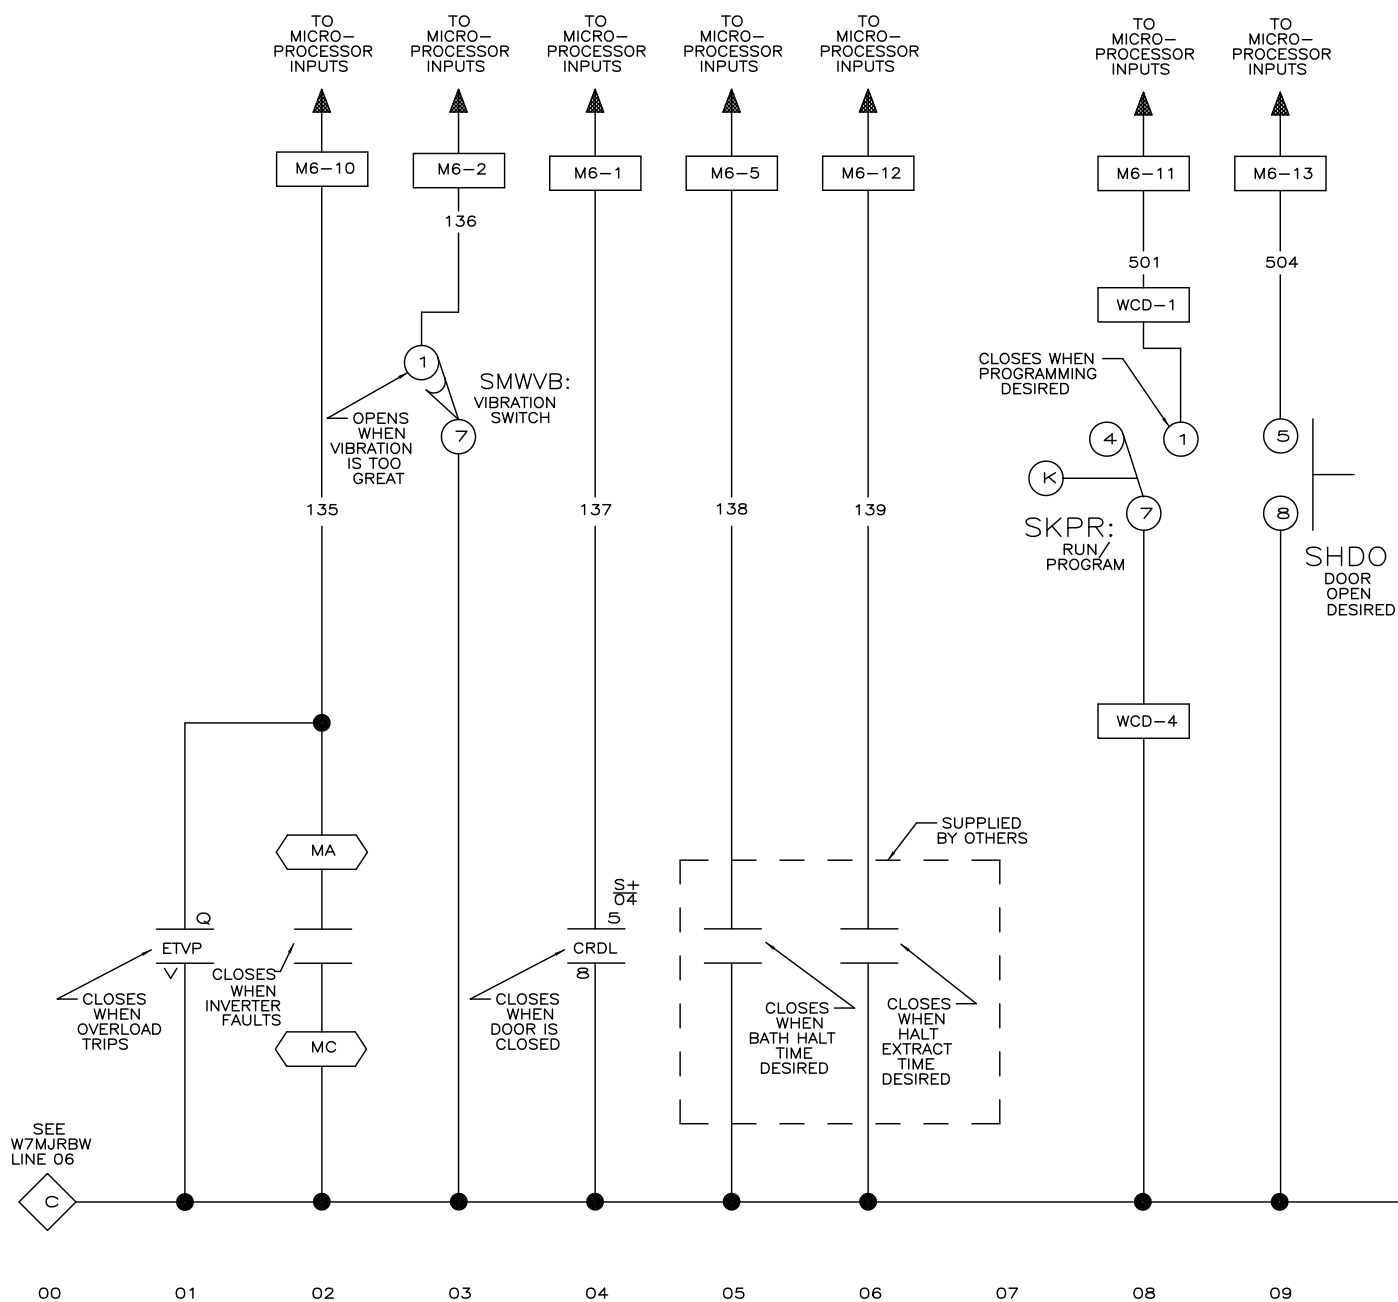 TO
MICRO-
PROCESSOR
INPUTS
TO
MICRO-
PROCESSOR
INPUTS
TO
MICRO-
PROCESSOR
INPUTS
TO
MICRO-
PROCESSOR
INPUTS
TO
MICRO-
PROCESSOR
INPUTS
TO
MICRO-
PROCESSOR
INPUTS
TO
MICRO-
PROCESSOR
INPUTS
M6-10
M6-2
M6-1
M6-5
M6-12
M6-11
M6-13
136
501
504
WCD-1
1
SMWVB:
VIBRATION
SWITCH
7
OPENS
WHEN
VIBRATION
IS TOO
GREAT
CLOSES WHEN
PROGRAMMING
DESIRED
4
1
K
7
SKPR:
RUN/
PROGRAM
5
8
SHDO
DOOR
OPEN
DESIRED
135
137
138
139
WCD-4
MA
SUPPLIED
BY OTHERS
Q
ETVP
V
CLOSES
WHEN
OVERLOAD
TRIPS
CLOSES
WHEN
INVERTER
FAULTS
MC
S+
04
5
CRDL
8
CLOSES
WHEN
DOOR IS
CLOSED
CLOSES
WHEN
BATH HALT
TIME
DESIRED
CLOSES
WHEN
HALT
EXTRACT
TIME
DESIRED
SEE
W7MJRBW
LINE 06
C
00 01 02 03 04 05 06 07 08 09